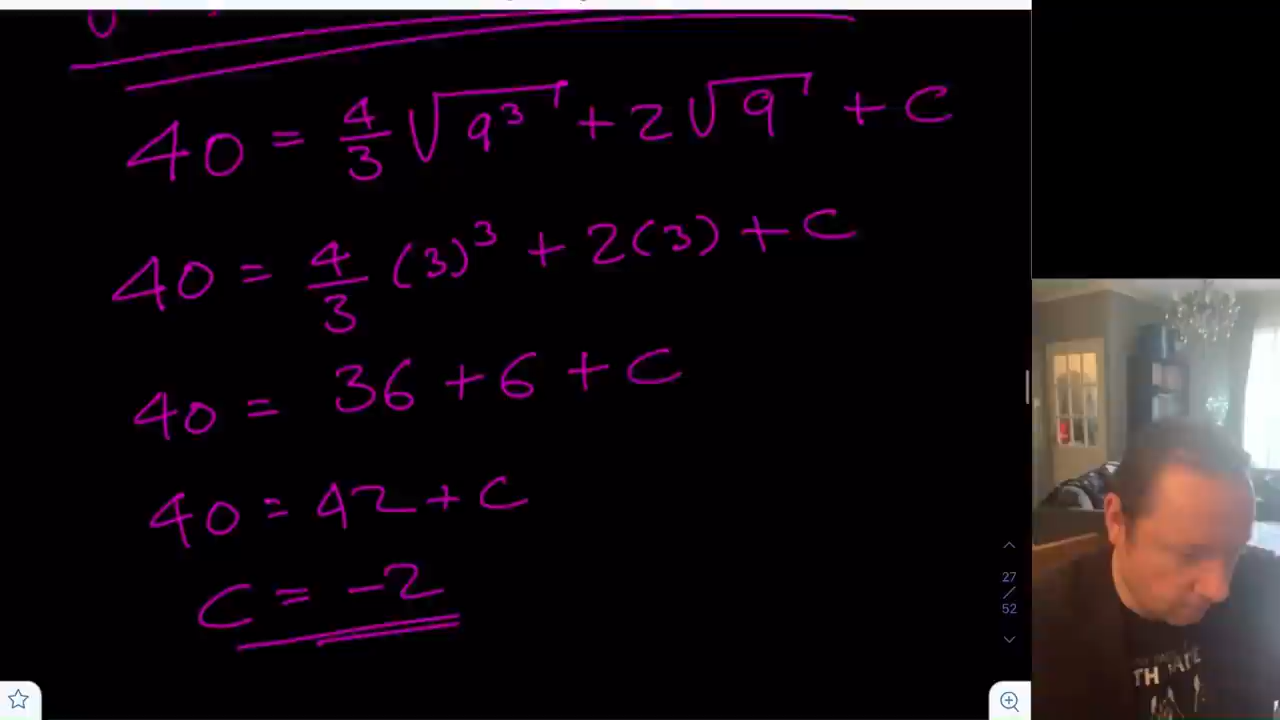 40 = 4/3 √9³ + 2√9 + C
40 = 4/3 (3)³ + 2(3) + C
40 = 36 + 6 + C
40 = 42 + C
C = -2
27
/
52